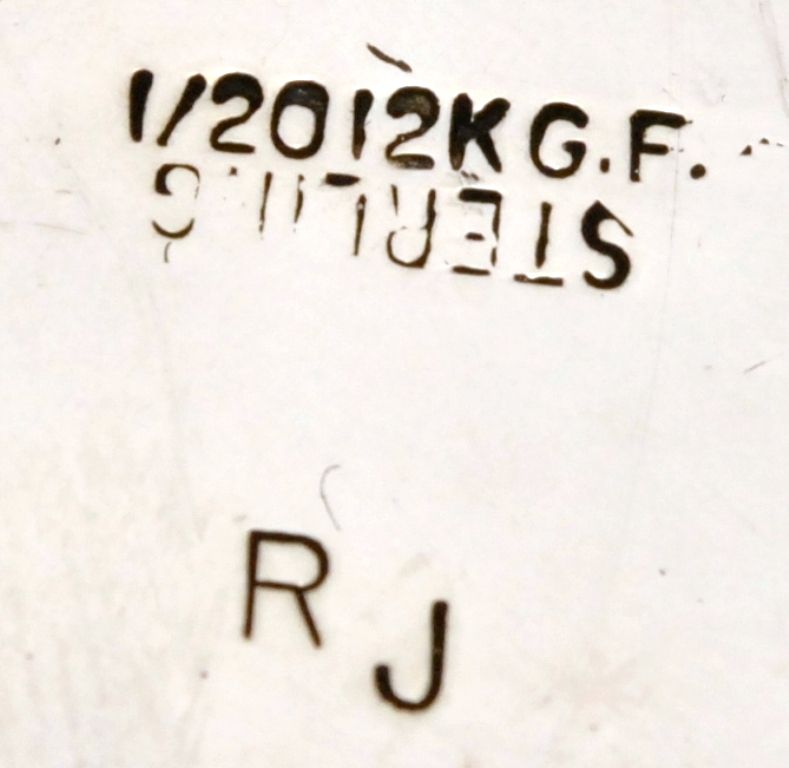 1/20 12K G.F.
STERLING
R J